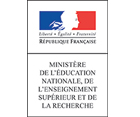 Liberté • Égalité • Fraternité
RÉPUBLIQUE FRANÇAISE
MINISTÈRE
DE L'ÉDUCATION
NATIONALE, DE
L'ENSEIGNEMENT
SUPÉRIEUR ET DE
LA RECHERCHE